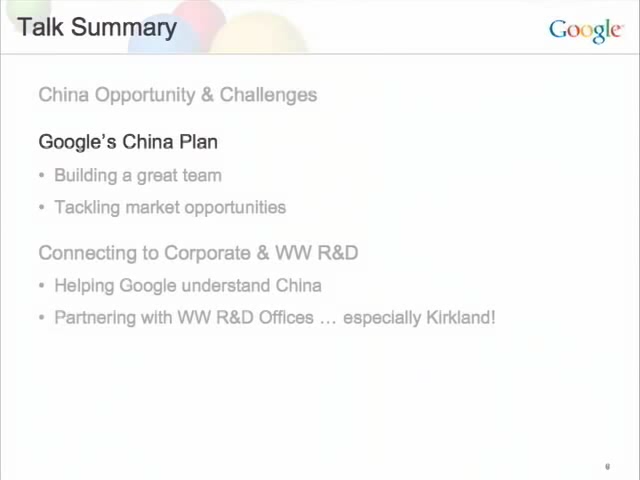 Talk Summary
Google
China Opportunity & Challenges
Google's China Plan
• Building a great team
• Tackling market opportunities
Connecting to Corporate & WW R&D
• Helping Google understand China
• Partnering with WW R&D Offices … especially Kirkland!